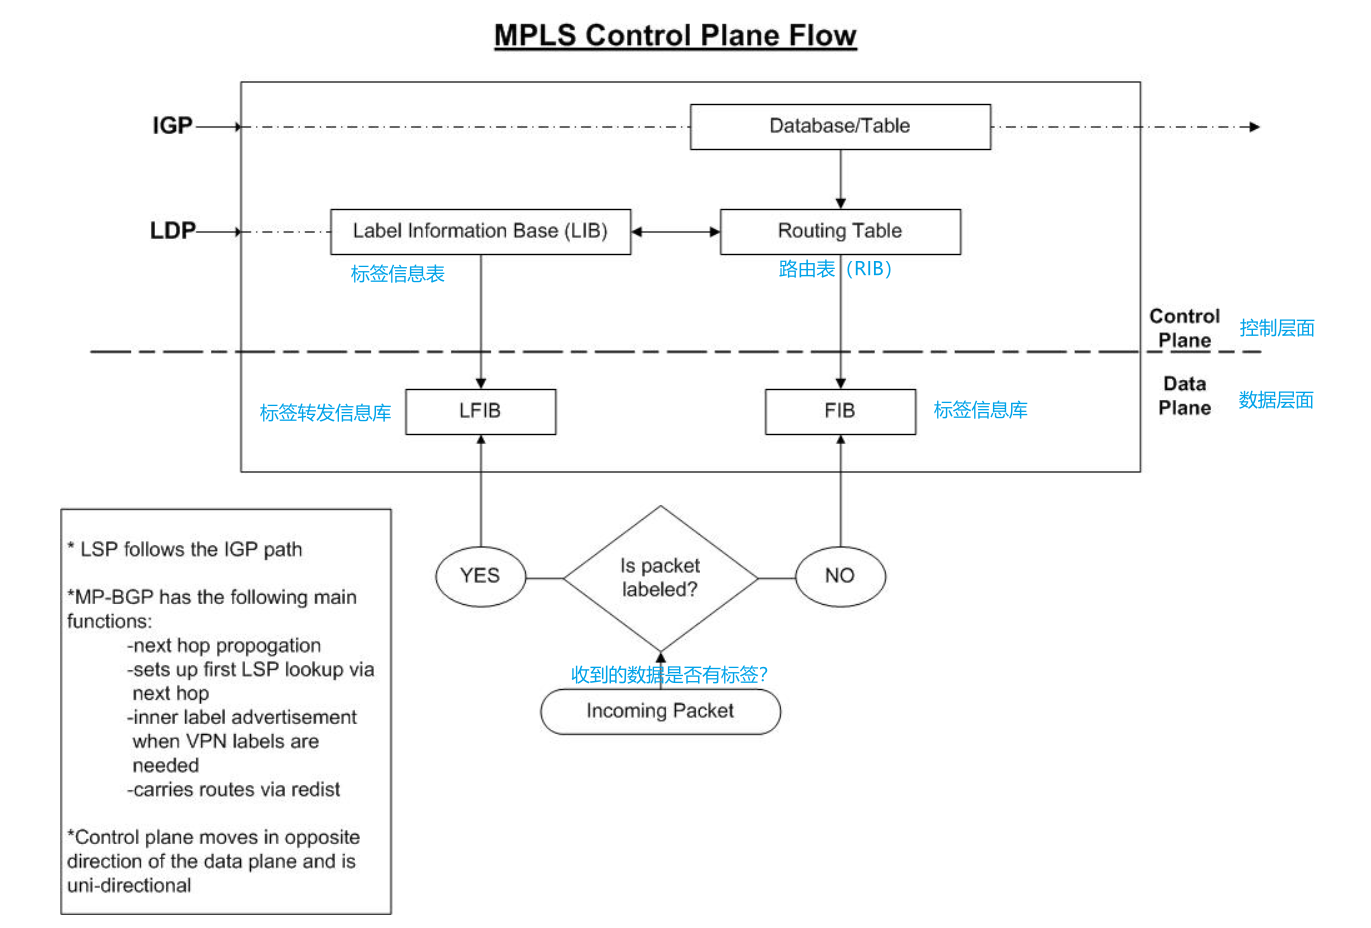 MPLS Control Plane Flow
IGP
Database/Table
LDP
Label Information Base (LIB)
Routing Table
标签信息表
路由表（RIB）
Control
Plane
控制层面
Data
Plane
数据层面
标签转发信息库
LFIB
FIB
标签信息库
* LSP follows the IGP path
*MP-BGP has the following main
functions:
-next hop propogation
-sets up first LSP lookup via
next hop
-inner label advertisement
when VPN labels are
needed
-carries routes via redist
*Control plane moves in opposite
direction of the data plane and is
uni-directional
YES
Is packet
labeled?
NO
收到的数据是否有标签?
Incoming Packet